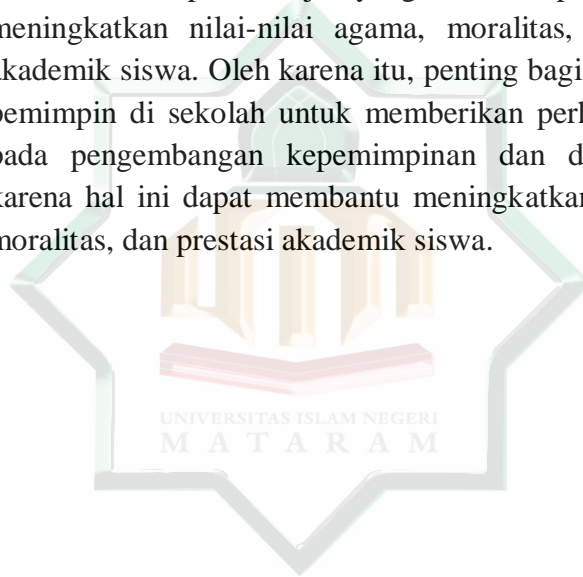 meningkatkan nilai-nilai agama, moralitas,
akademik siswa. Oleh karena itu, penting bagi
pemimpin di sekolah untuk memberikan
pada pengembangan kepemimpinan dan
karena hal ini dapat membantu meningkatkan
moralitas, dan prestasi akademik siswa.
UNIVERSITAS ISLAM NEGERI
MATARAM